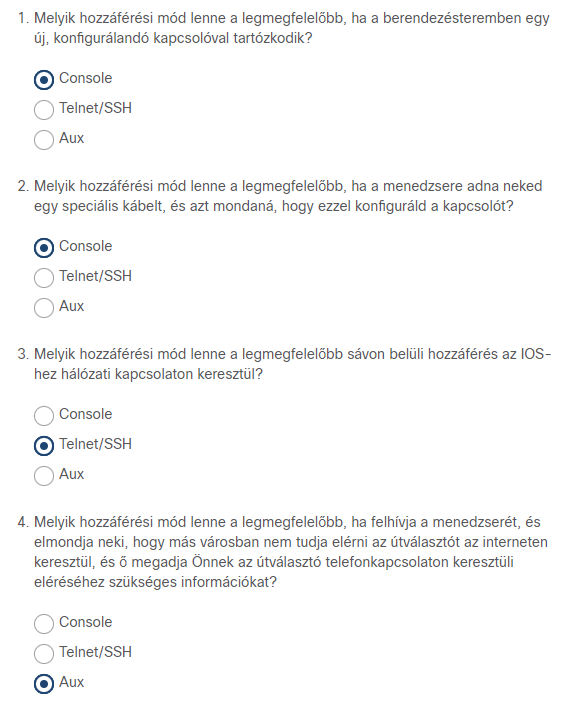 1. Melyik hozzáférési mód lenne a legmegfelelőbb, ha a berendezésteremben egy
új, konfigurálandó kapcsolóval tartózkodik?
Console
Telnet/SSH
Aux
2. Melyik hozzáférési mód lenne a legmegfelelőbb, ha a menedzsere adna neked
egy speciális kábelt, és azt mondaná, hogy ezzel konfiguráld a kapcsolót?
Console
Telnet/SSH
Aux
3. Melyik hozzáférési mód lenne a legmegfelelőbb sávon belüli hozzáférés az IOS-
hez hálózati kapcsolaton keresztül?
Console
Telnet/SSH
Aux
4. Melyik hozzáférési mód lenne a legmegfelelőbb, ha felhívja a menedzserét, és
elmondja neki, hogy más városban nem tudja elérni az útválasztót az interneten
keresztül, és ő megadja Önnek az útválasztó telefonkapcsolaton keresztüli
eléréséhez szükséges információkat?
Console
Telnet/SSH
Aux